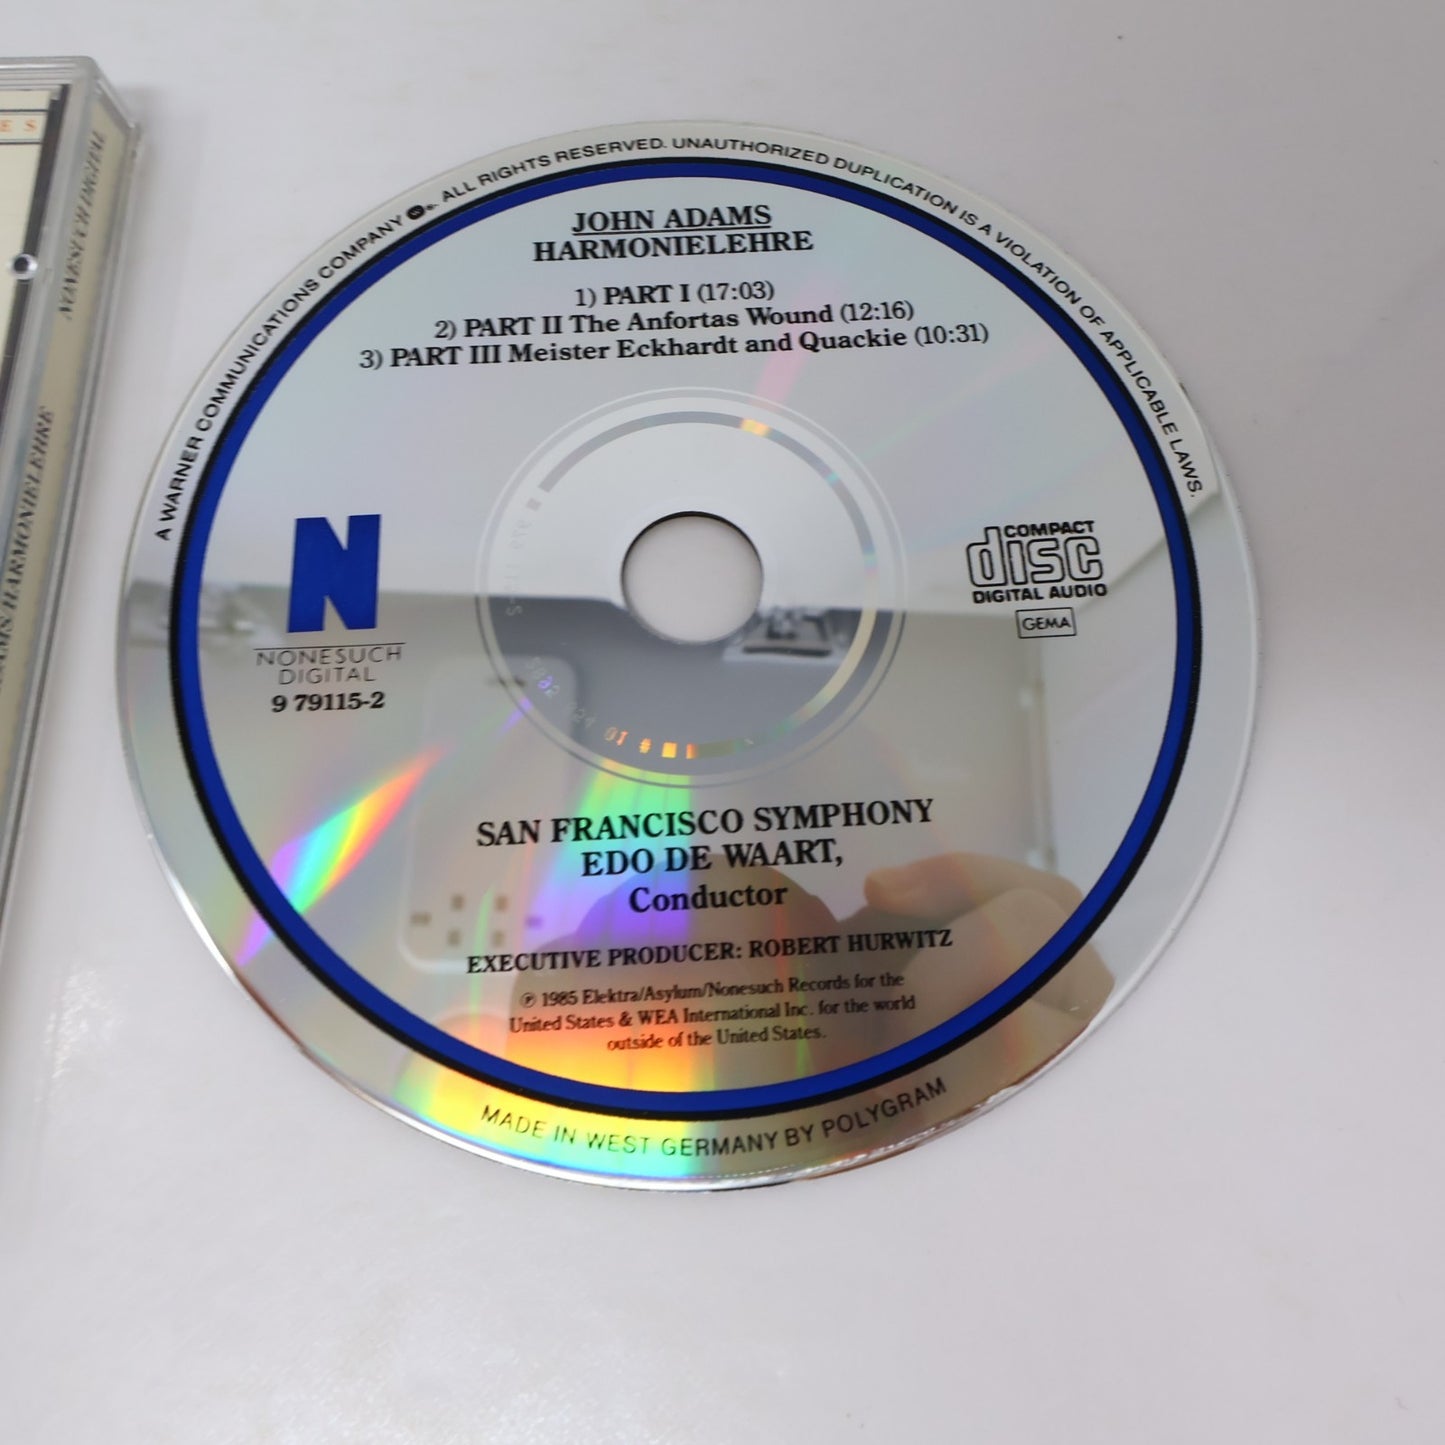 E S
NONESUCH DIGITAL
ADAMS/HARMONIELEHRE
A WARNER COMMUNICATIONS COMPANY ALL RIGHTS RESERVED. UNAUTHORIZED DUPLICATION IS A VIOLATION OF APPLICABLE LAWS.
JOHN ADAMS
HARMONIELEHRE
1) PART I (17:03)
2) PART II The Anfortas Wound (12:16)
3) PART III Meister Eckhardt and Quackie (10:31)
N
NONESUCH
DIGITAL
9 79115-2
COMPACT
disc
DIGITAL AUDIO
GEMA
SAN FRANCISCO SYMPHONY
EDO DE WAART,
Conductor
EXECUTIVE PRODUCER: ROBERT HURWITZ
℗ 1985 Elektra/Asylum/Nonesuch Records for the
United States & WEA International Inc. for the world
outside of the United States.
MADE IN WEST GERMANY BY POLYGRAM